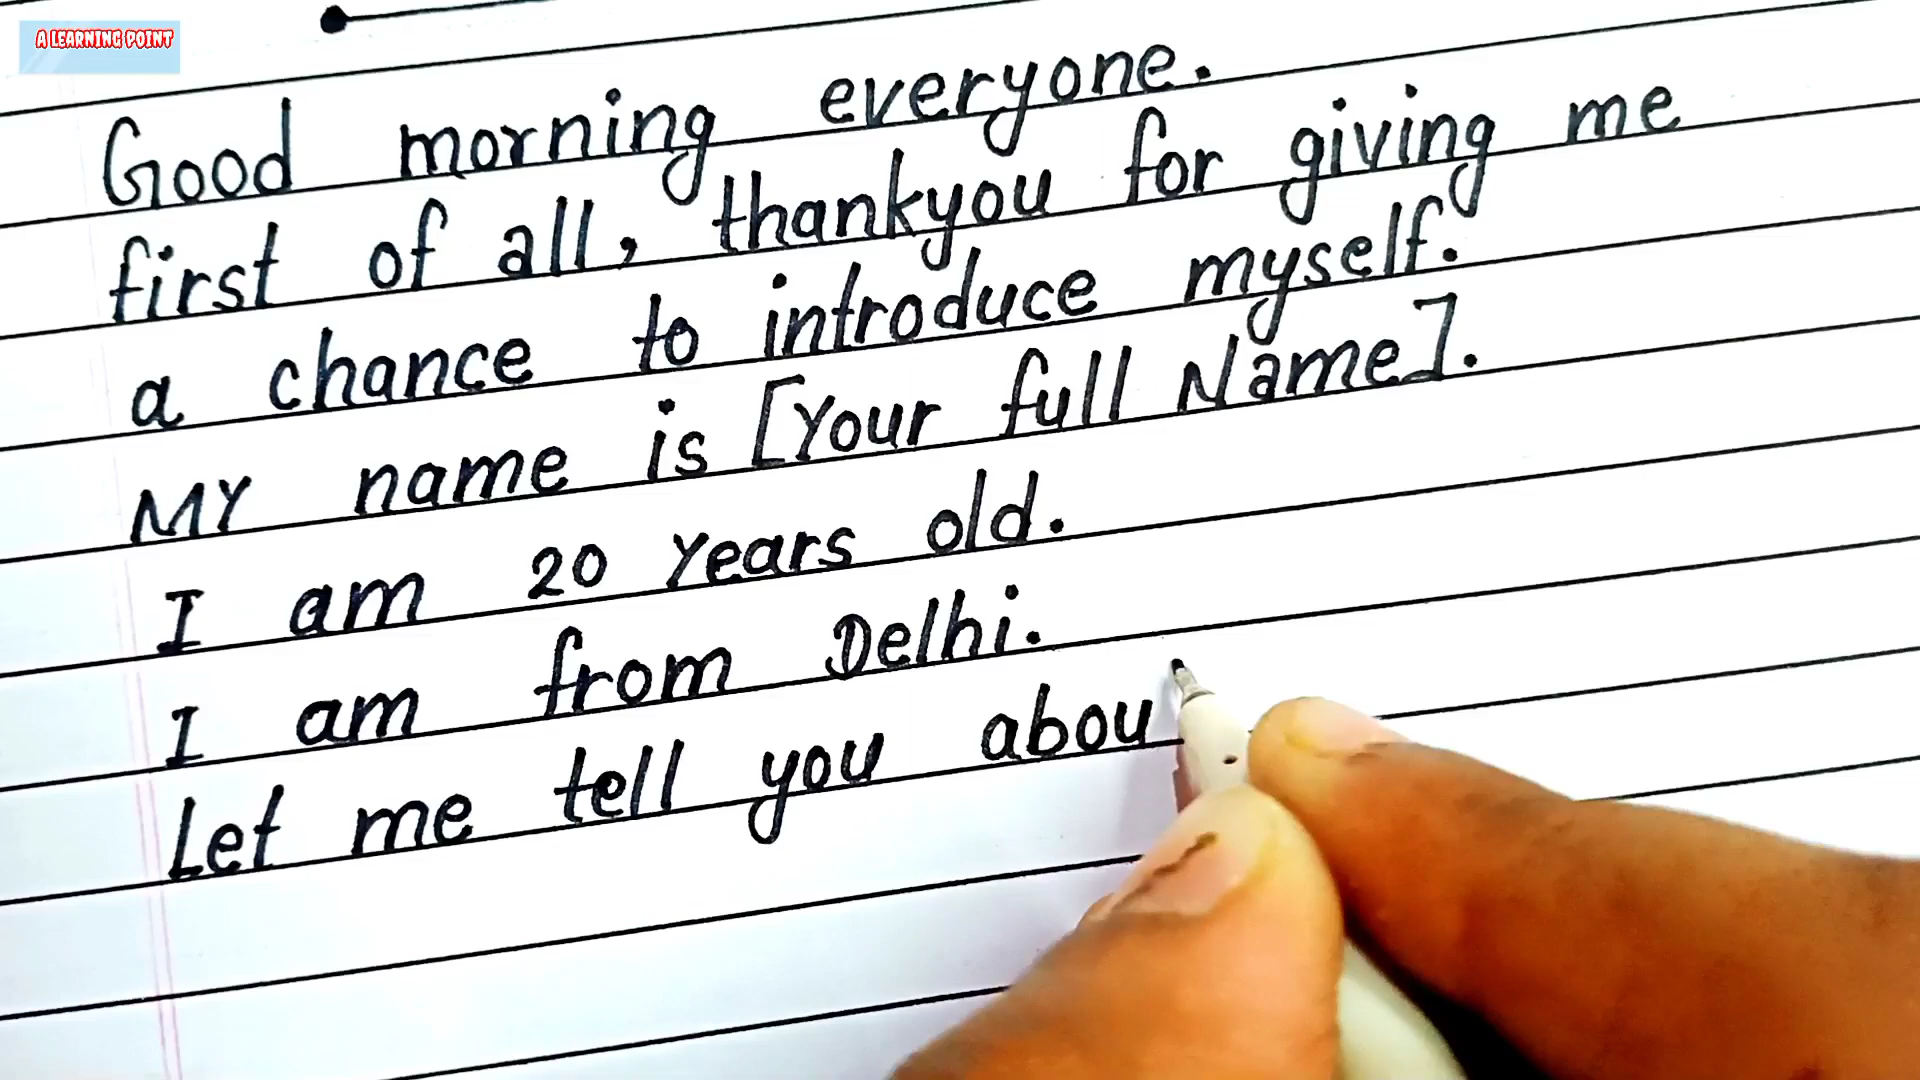 A LEARNING POINT
Good morning everyone.
first of all, thankyou for giving me
a chance to introduce myself.
MY name is [Your full Name].
I am 20 Years old.
I am from Delhi.
Let me tell you abou